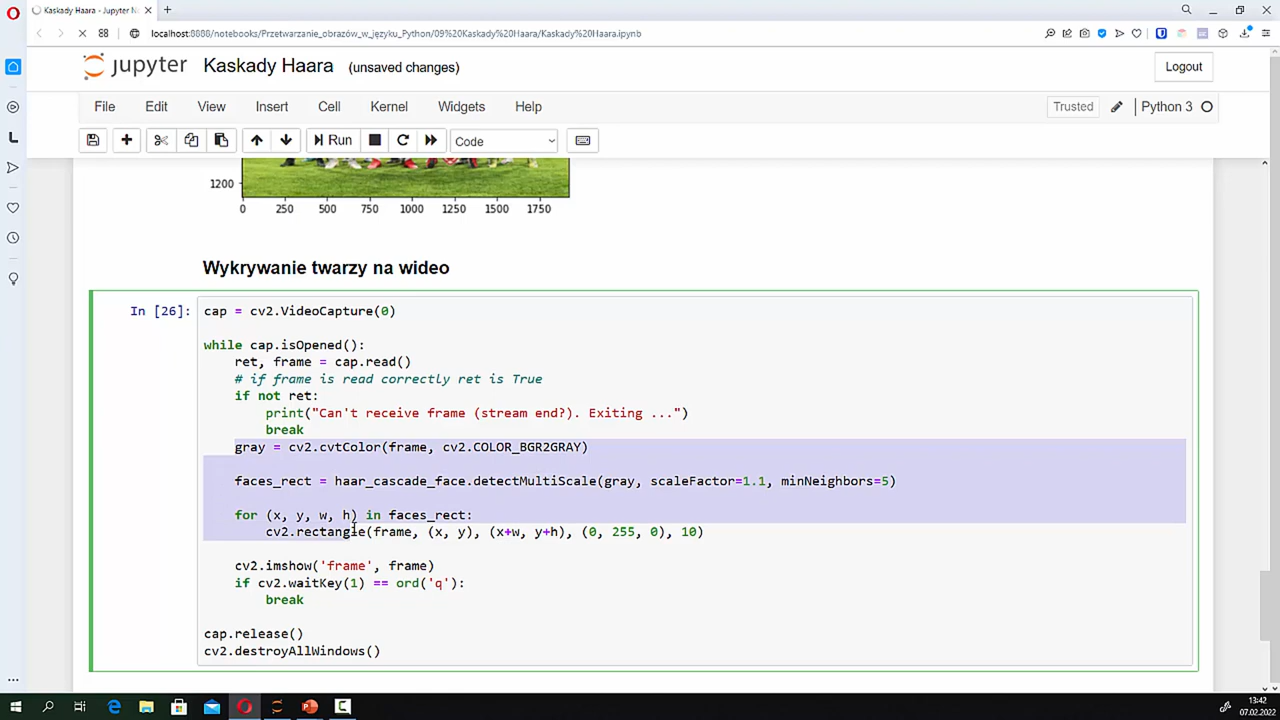 Kaskady Haara - Jupyter N
localhost:8888/notebooks/Przetwarzanie_obrazów_w_języku_Python/09%20Kaskady%20Haara/Kaskady%20Haara.ipynb
jupyter Kaskady Haara (unsaved changes) Logout
File Edit View Insert Cell Kernel Widgets Help Trusted Python 3
Run Code
1200
0 250 500 750 1000 1250 1500 1750
Wykrywanie twarzy na wideo
In [26]: cap = cv2.VideoCapture(0)
while cap.isOpened():
ret, frame = cap.read()
# if frame is read correctly ret is True
if not ret:
print("Can't receive frame (stream end?). Exiting ...")
break
gray = cv2.cvtColor(frame, cv2.COLOR_BGR2GRAY)
faces_rect = haar_cascade_face.detectMultiScale(gray, scaleFactor=1.1, minNeighbors=5)
for (x, y, w, h) in faces_rect:
cv2.rectangle(frame, (x, y), (x+w, y+h), (0, 255, 0), 10)
cv2.imshow('frame', frame)
if cv2.waitKey(1) == ord('q'):
break
cap.release()
cv2.destroyAllWindows()
13:42
07.02.2022